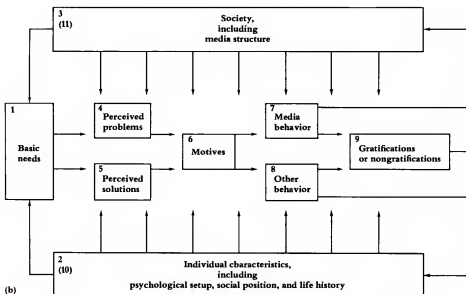 3
(11)
Society,
including
media structure
1
Basic
needs
4
Perceived
problems
5
Perceived
solutions
6
Motives
7
Media
behavior
8
Other
behavior
9
Gratifications
or nongratifications
2
(10)
Individual characteristics,
including
psychological setup, social position, and life history
(b)